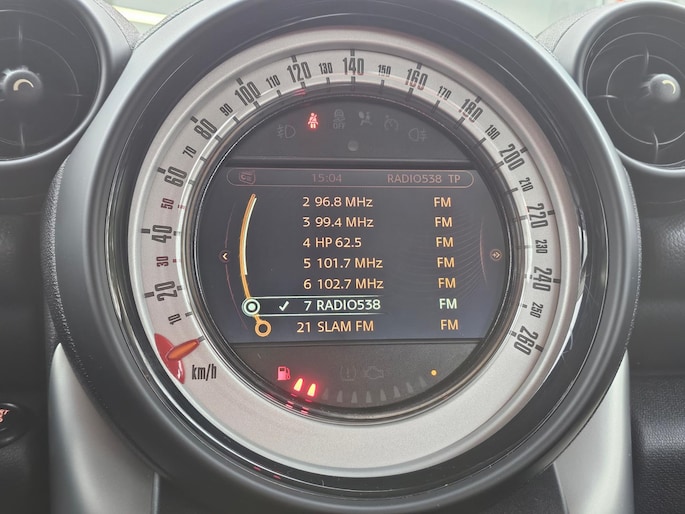 10
20
30
40
50
60
70
80
90
100
110
120
130
140
150
160
170
180
190
200
210
220
230
240
250
260
km/h
OFF
15:04 RADIO538 TP
2 96.8 MHz FM
3 99.4 MHz FM
4 HP 62.5 FM
5 101.7 MHz FM
6 102.7 MHz FM
✓ 7 RADIO538 FM
21 SLAM FM FM